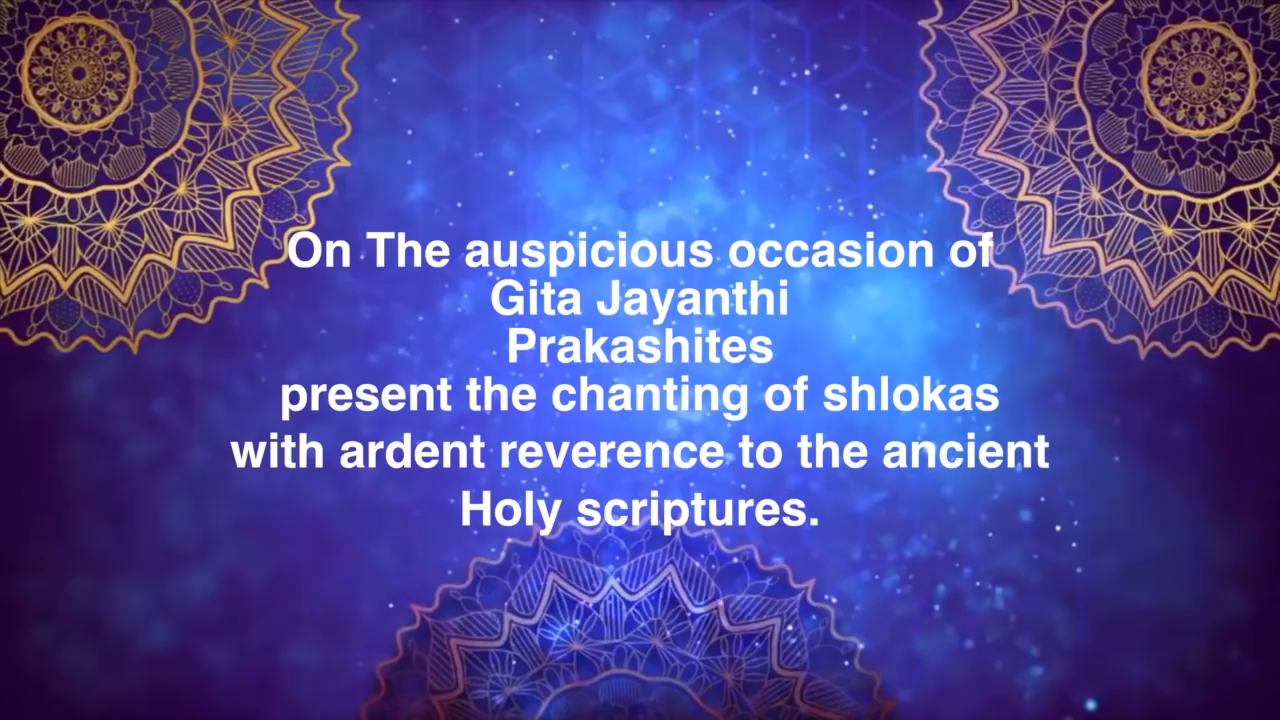 On The auspicious occasion of
Gita Jayanthi
Prakashites
present the chanting of shlokas
with ardent reverence to the ancient
Holy scriptures.